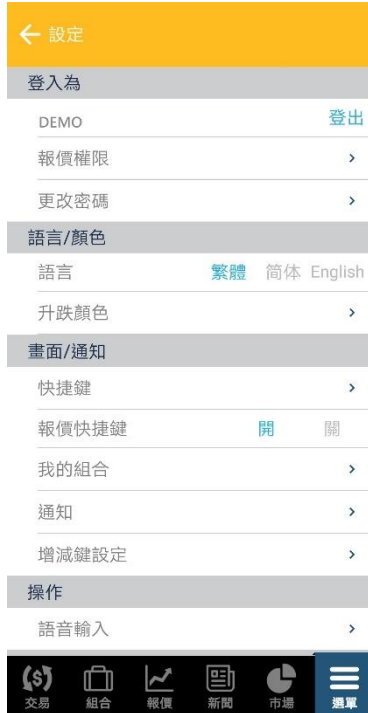 設定
登入為
DEMO 登出
報價權限
更改密碼
語言/顏色
語言 繁體 简体 English
升跌顏色
畫面/通知
快捷鍵
報價快捷鍵 開 關
我的組合
通知
增減鍵設定
操作
語音輸入
交易 組合 報價 新聞 市場 選單